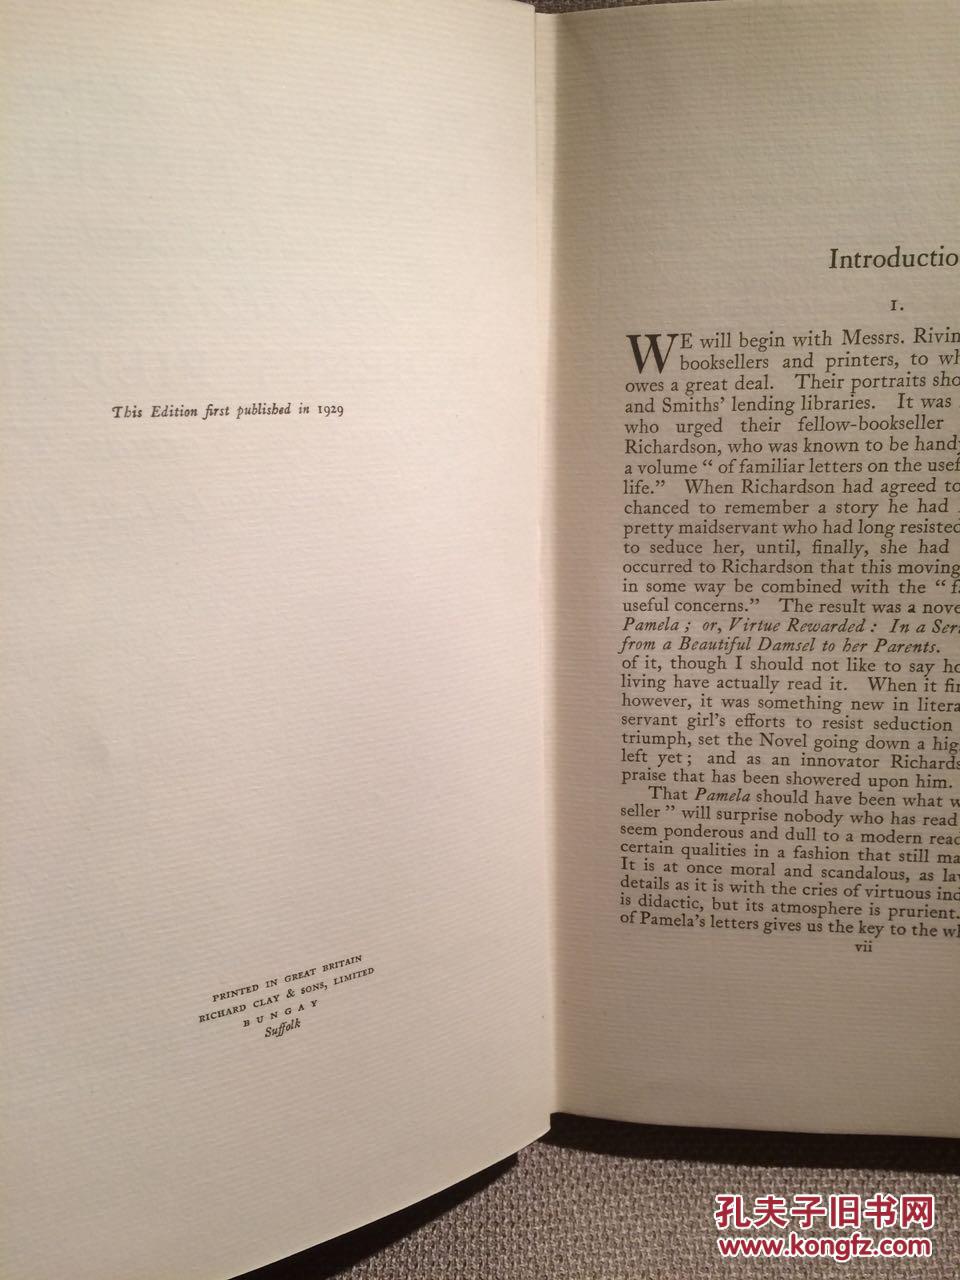 This Edition first published in 1929
PRINTED IN GREAT BRITAIN
RICHARD CLAY & SONS, LIMITED
BUNGAY
Suffolk
Introductio
I.
WE will begin with Messrs. Rivin
booksellers and printers, to wh
owes a great deal. Their portraits sho
and Smiths' lending libraries. It was
who urged their fellow-bookseller
Richardson, who was known to be handy
a volume “ of familiar letters on the usef
life.” When Richardson had agreed to
chanced to remember a story he had
pretty maidservant who had long resisted
to seduce her, until, finally, she had
occurred to Richardson that this moving
in some way be combined with the “ fa
useful concerns.” The result was a nove
Pamela ; or, Virtue Rewarded : In a Seri
from a Beautiful Damsel to her Parents.
of it, though I should not like to say ho
living have actually read it. When it fir
however, it was something new in litera
servant girl's efforts to resist seduction
triumph, set the Novel going down a hig
left yet ; and as an innovator Richards
praise that has been showered upon him.
That Pamela should have been what w
seller ” will surprise nobody who has read
seem ponderous and dull to a modern read
certain qualities in a fashion that still ma
It is at once moral and scandalous, as lav
details as it is with the cries of virtuous ind
is didactic, but its atmosphere is prurient.
of Pamela's letters gives us the key to the wh
vii
孔夫子旧书网
www.kongfz.com